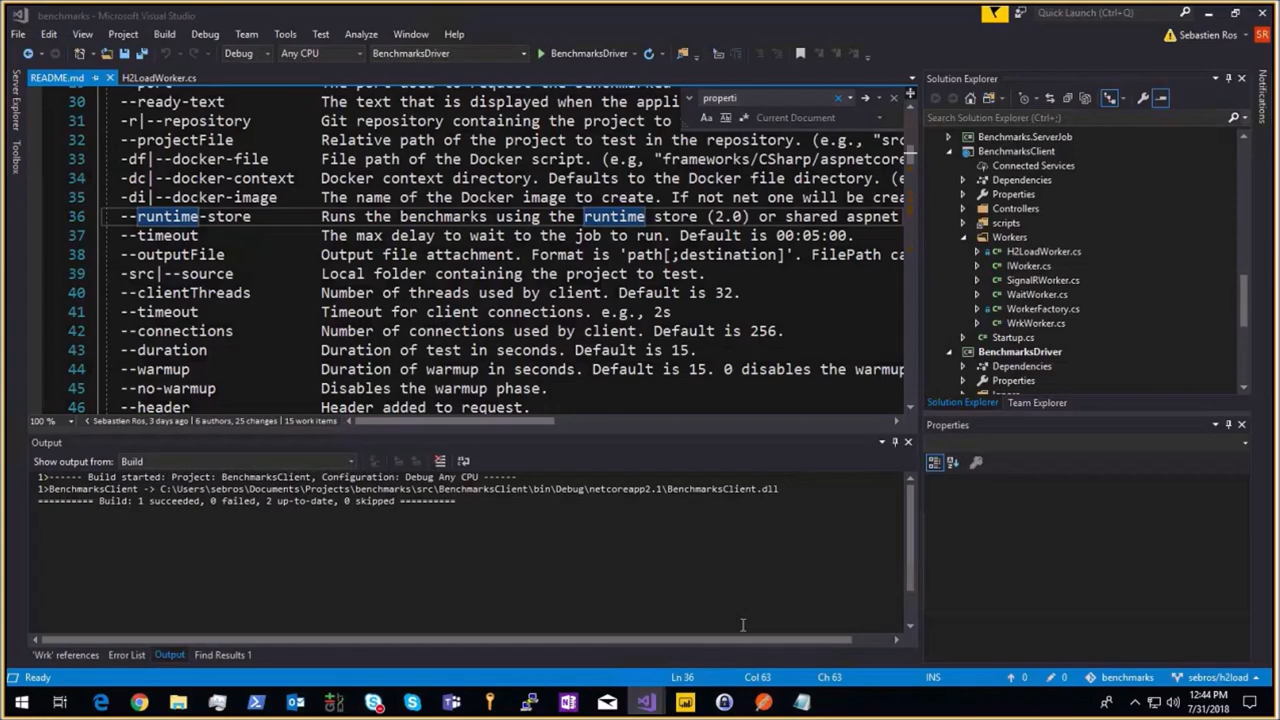 benchmarks - Microsoft Visual Studio
Quick Launch (Ctrl+Q)
File Edit View Project Build Debug Team Tools Test Analyze Window Help
Sebastien Ros SR
Debug Any CPU BenchmarksDriver BenchmarksDriver
Server Explorer
Toolbox
Notifications
README.md H2LoadWorker.cs
properti
Aa Current Document
30 --ready-text The text that is displayed when the appli
31 -r|--repository Git repository containing the project to
32 --projectFile Relative path of the project to test in the repository. (e.g., "src
33 -df|--docker-file File path of the Docker script. (e.g, "frameworks/CSharp/aspnetcore
34 -dc|--docker-context Docker context directory. Defaults to the Docker file directory. (e
35 -di|--docker-image The name of the Docker image to create. If not net one will be crea
36 --runtime-store Runs the benchmarks using the runtime store (2.0) or shared aspnet
37 --timeout The max delay to wait to the job to run. Default is 00:05:00.
38 --outputFile Output file attachment. Format is 'path[;destination]'. FilePath ca
39 -src|--source Local folder containing the project to test.
40 --clientThreads Number of threads used by client. Default is 32.
41 --timeout Timeout for client connections. e.g., 2s
42 --connections Number of connections used by client. Default is 256.
43 --duration Duration of test in seconds. Default is 15.
44 --warmup Duration of warmup in seconds. Default is 15. 0 disables the warmup
45 --no-warmup Disables the warmup phase.
46 --header Header added to request.
100 % Sebastien Ros, 3 days ago | 6 authors, 25 changes | 15 work items
Output
Show output from: Build
1>------ Build started: Project: BenchmarksClient, Configuration: Debug Any CPU ------
1>BenchmarksClient -> C:\Users\sebros\Documents\Projects\benchmarks\src\BenchmarksClient\bin\Debug\netcoreapp2.1\BenchmarksClient.dll
========== Build: 1 succeeded, 0 failed, 2 up-to-date, 0 skipped ==========
'Wrk' references Error List Output Find Results 1
Solution Explorer
Search Solution Explorer (Ctrl+;)
Benchmarks.ServerJob
BenchmarksClient
Connected Services
Dependencies
Properties
Controllers
scripts
Workers
H2LoadWorker.cs
IWorker.cs
SignalRWorker.cs
WaitWorker.cs
WorkerFactory.cs
WrkWorker.cs
Startup.cs
BenchmarksDriver
Dependencies
Properties
Solution Explorer Team Explorer
Properties
Ready Ln 36 Col 63 Ch 63 INS 0 0 benchmarks sebros/h2load
12:44 PM
7/31/2018